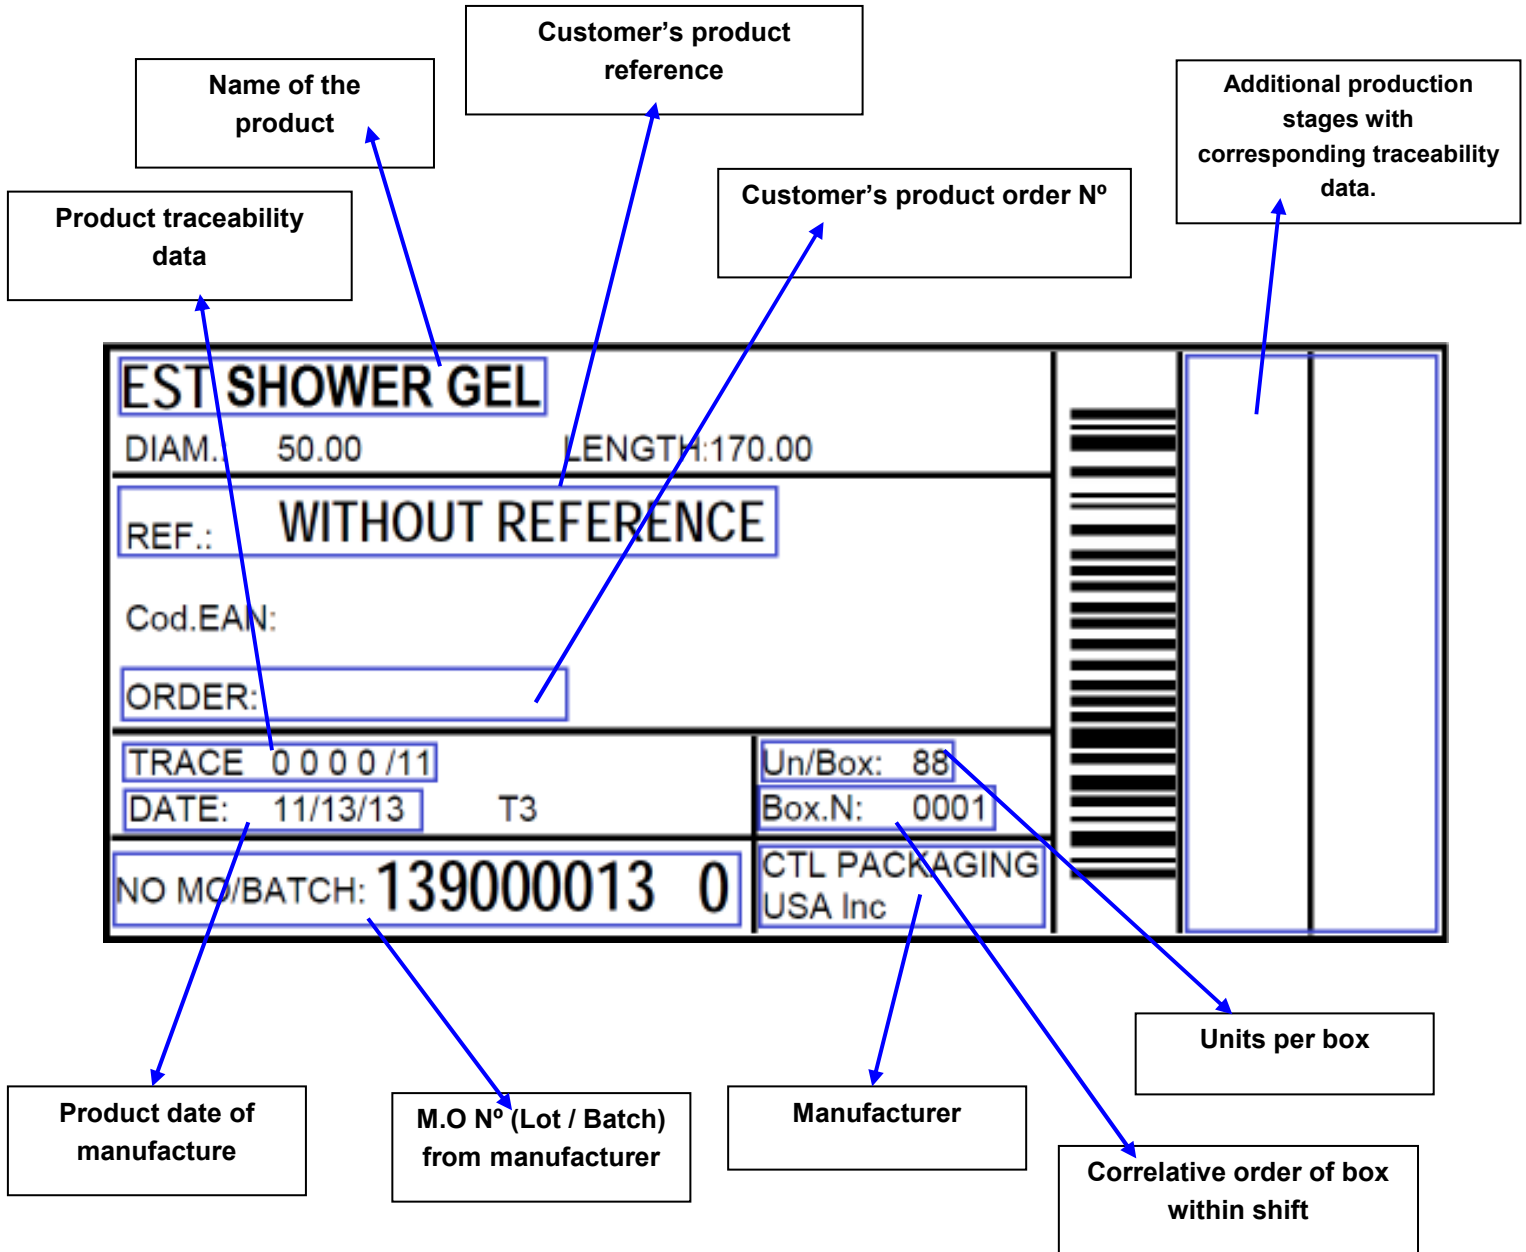 Customer’s product
reference
Name of the
product
Additional production
stages with
corresponding traceability
data.
Customer’s product order Nº
Product traceability
data
EST SHOWER GEL
DIAM.: 50.00 LENGTH:170.00
REF.: WITHOUT REFERENCE
Cod.EAN:
ORDER:
TRACE 0 0 0 0 /11
Un/Box: 88
DATE: 11/13/13 T3
Box.N: 0001
NO MO/BATCH: 139000013 0
CTL PACKAGING
USA Inc
Units per box
Product date of
manufacture
M.O Nº (Lot / Batch)
from manufacturer
Manufacturer
Correlative order of box
within shift